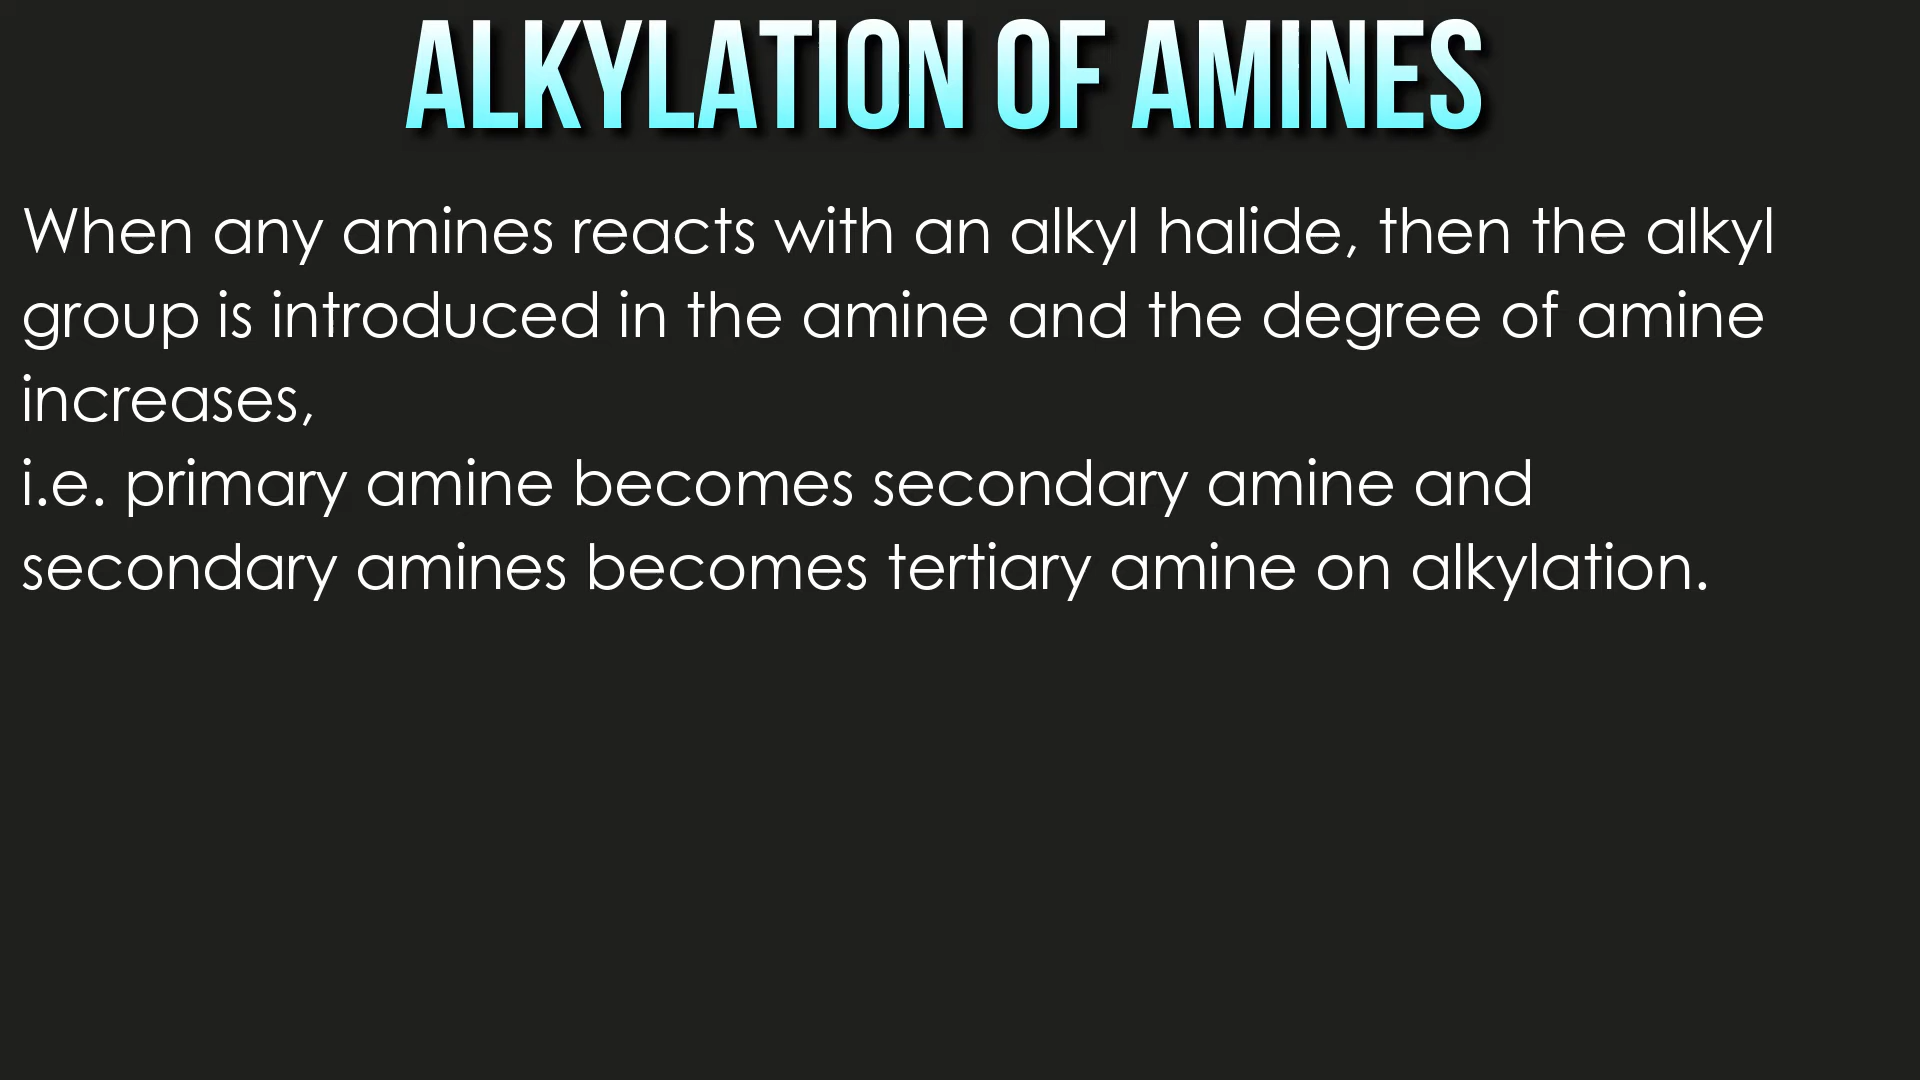 ALKYLATION OF AMINES
When any amines reacts with an alkyl halide, then the alkyl
group is introduced in the amine and the degree of amine
increases,
i.e. primary amine becomes secondary amine and
secondary amines becomes tertiary amine on alkylation.